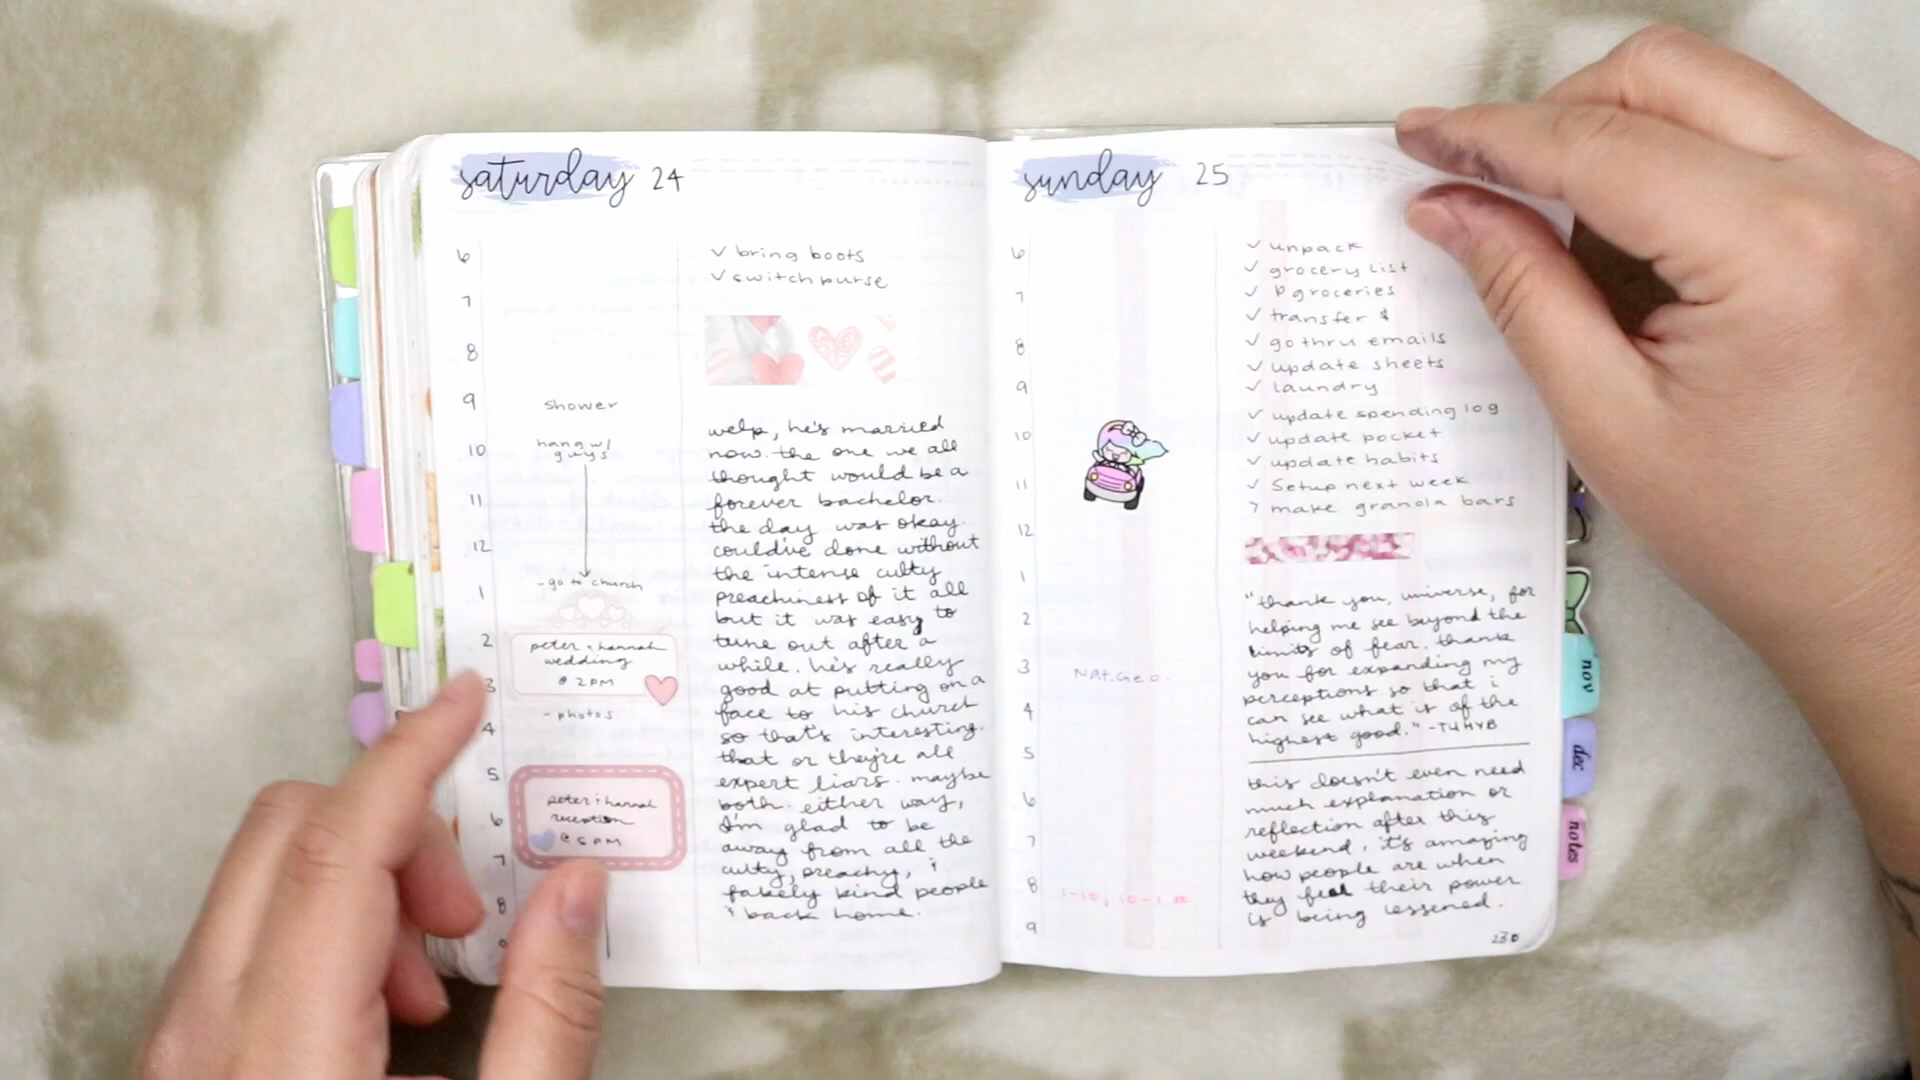 saturday 24
6
7
8
9
10
11
12
1
2
3
4
5
6
7
8
9
shower
hang w/
guys
- go to church
peter & hannah
wedding
@ 2 PM
- photos
peter & hannah
reception
@ 5 PM
✓ bring boots
✓ switch purse
welp, he's married
now. the one we all
thought would be a
forever bachelor.
the day was okay.
could've done without
the intense culty
preachiness of it all
but it was easy to
tune out after a
while. he's really
good at putting on a
face to his church
so that's interesting.
that or they're all
expert liars. maybe
both. either way,
I'm glad to be
away from all the
culty, preachy, &
fakely kind people
& back home.
sunday 25
6
7
8
9
10
11
12
1
2
3
4
5
6
7
8
9
Nat.Geo.
1-10, 10-1
✓ unpack
✓ grocery list
✓ P groceries
✓ transfer $
✓ go thru emails
✓ update sheets
✓ laundry
✓ update spending log
✓ update pocket
✓ update habits
✓ setup next week
> make granola bars
"thank you, universe, for
helping me see beyond the
limits of fear. thank
you for expanding my
perceptions so that i
can see what is of the
highest good." - TUHYB
this doesn't even need
much explanation or
reflection after this
weekend. it's amazing
how people are when
they feel their power
is being lessened.
230
nov
dec
notes